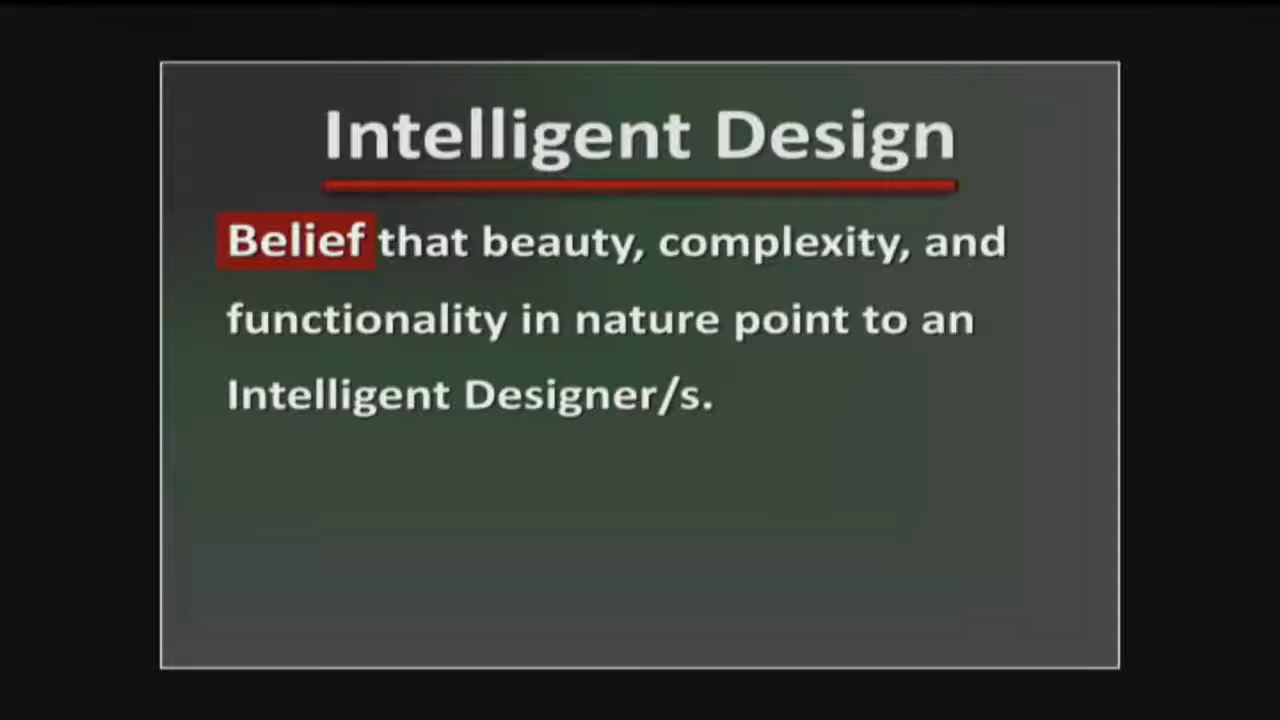 Intelligent Design
Belief that beauty, complexity, and
functionality in nature point to an
Intelligent Designer/s.